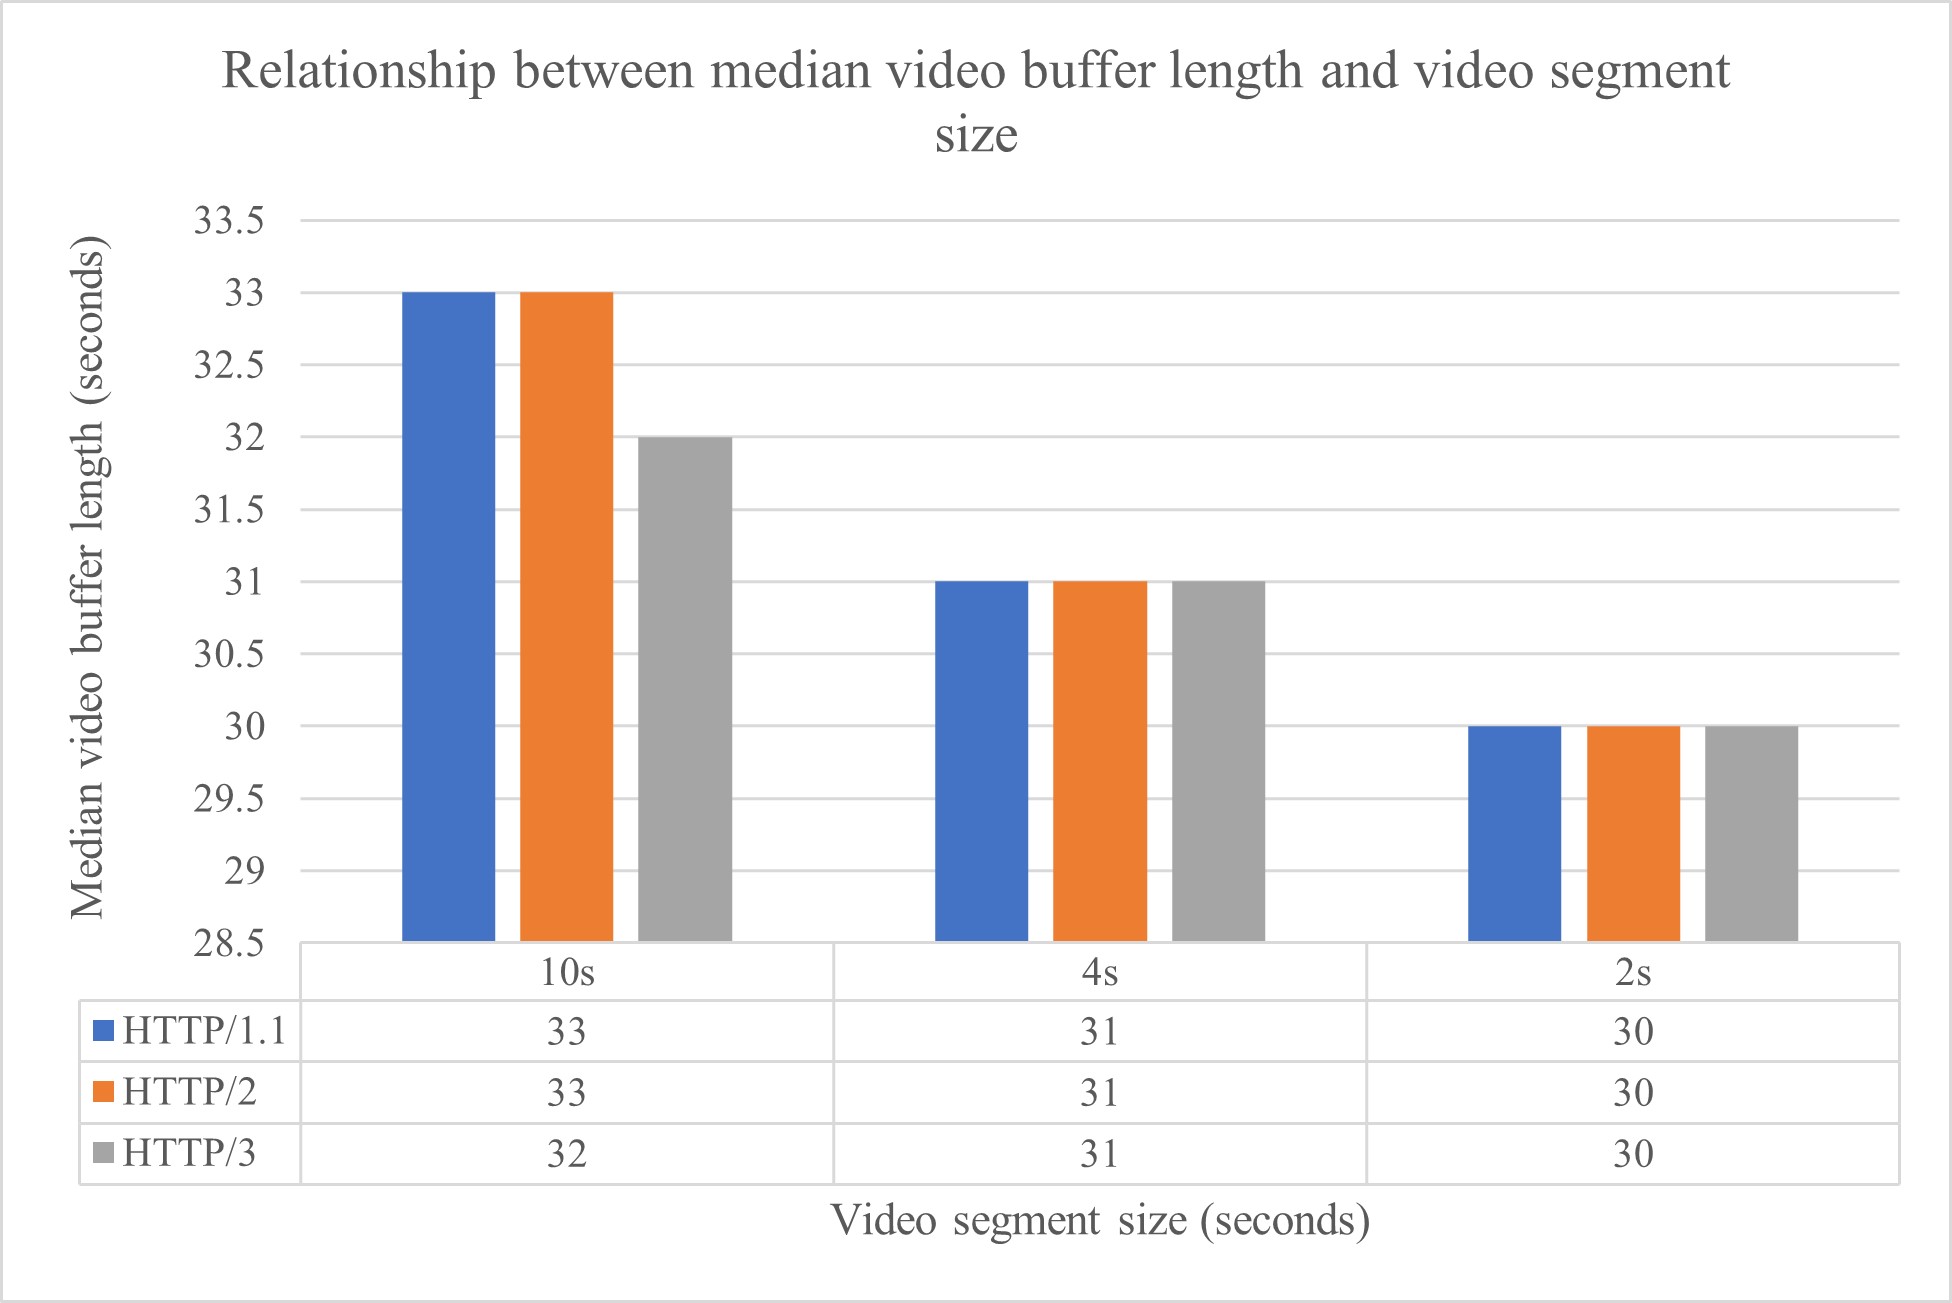 Relationship between median video buffer length and video segment
size
Median video buffer length (seconds)
33.5
33
32.5
32
31.5
31
30.5
30
29.5
29
28.5
10s 4s 2s
HTTP/1.1 33 31 30
HTTP/2 33 31 30
HTTP/3 32 31 30
Video segment size (seconds)